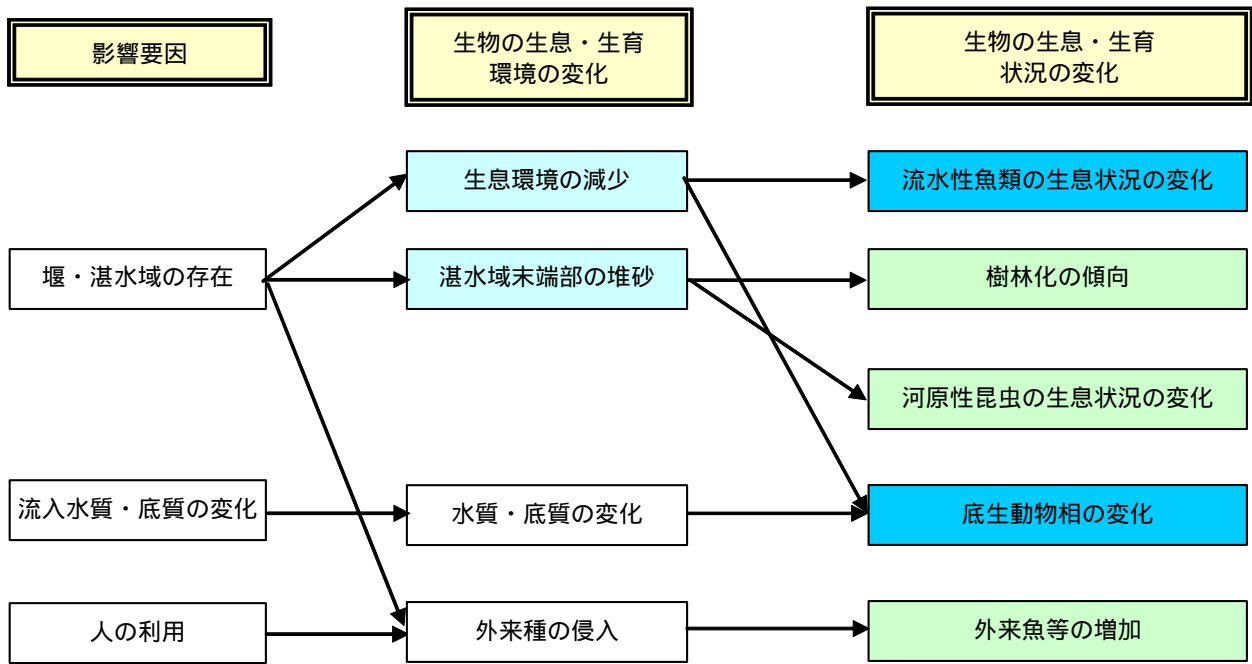 影響要因
生物の生息・生育
環境の変化
生物の生息・生育
状況の変化
生息環境の減少
流水性魚類の生息状況の変化
堰・湛水域の存在
湛水域末端部の堆砂
樹林化の傾向
河原性昆虫の生息状況の変化
流入水質・底質の変化
水質・底質の変化
底生動物相の変化
人の利用
外来種の侵入
外来魚等の増加